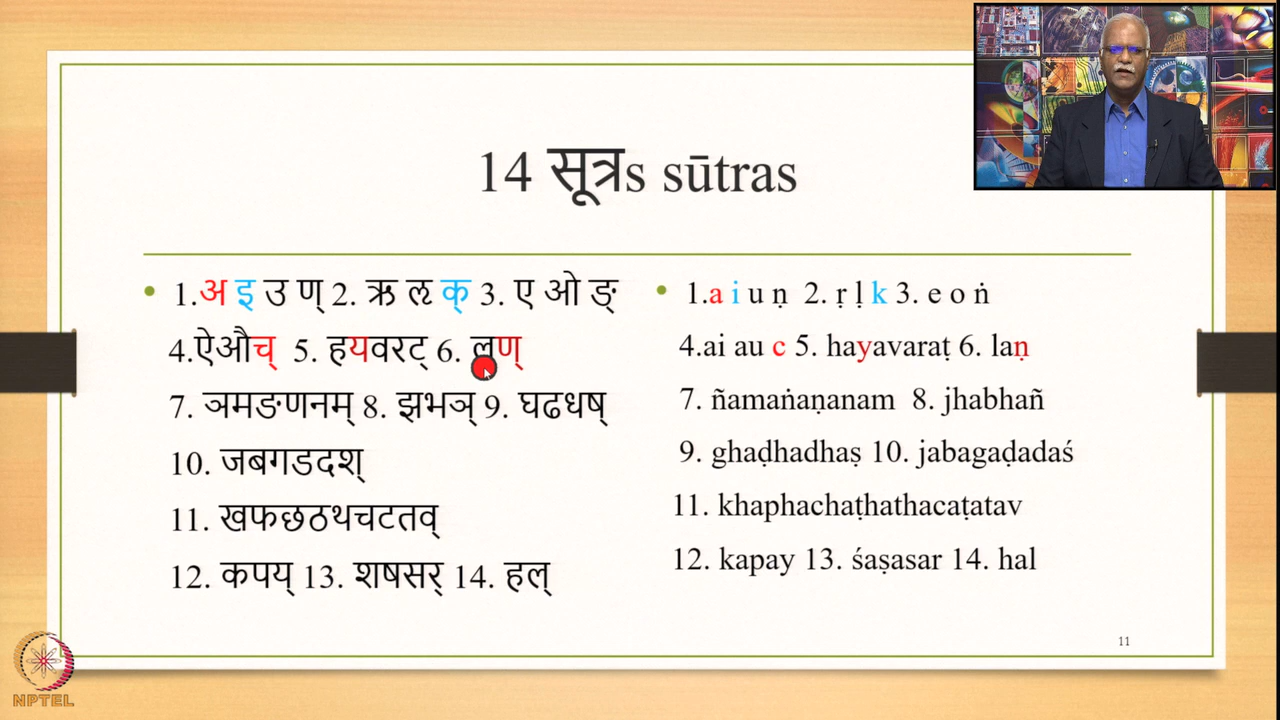 14 सूत्रs sūtras
1.अ इ उ ण् 2. ऋ ऌ क् 3. ए ओ ङ्
4.ऐऔच् 5. हयवरट् 6. लण्
7. ञमङणनम् 8. झभञ् 9. घढधष्
10. जबगडदश्
11. खफछठथचटतव्
12. कपय् 13. शषसर् 14. हल्
1.a i u ṇ 2. ṛ ḷ k 3. e o ṅ
4.ai au c 5. hayavaraṭ 6. laṇ
7. ñamaṅaṇanam 8. jhabhañ
9. ghaḍhadhaṣ 10. jabagaḍadaś
11. khaphachaṭhathacaṭatav
12. kapay 13. śaṣasar 14. hal
11
NPTEL